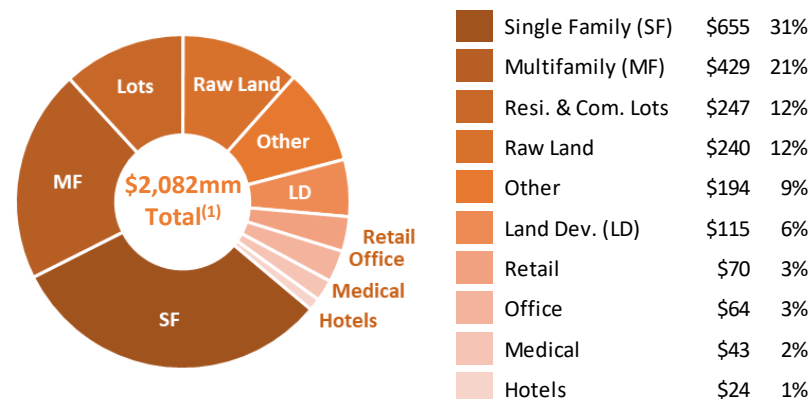 Lots
Raw Land
Other
MF
$2,082mm
Total(1)
LD
Retail
Office
Medical
Hotels
SF
Single Family (SF) $655 31%
Multifamily (MF) $429 21%
Resi. & Com. Lots $247 12%
Raw Land $240 12%
Other $194 9%
Land Dev. (LD) $115 6%
Retail $70 3%
Office $64 3%
Medical $43 2%
Hotels $24 1%